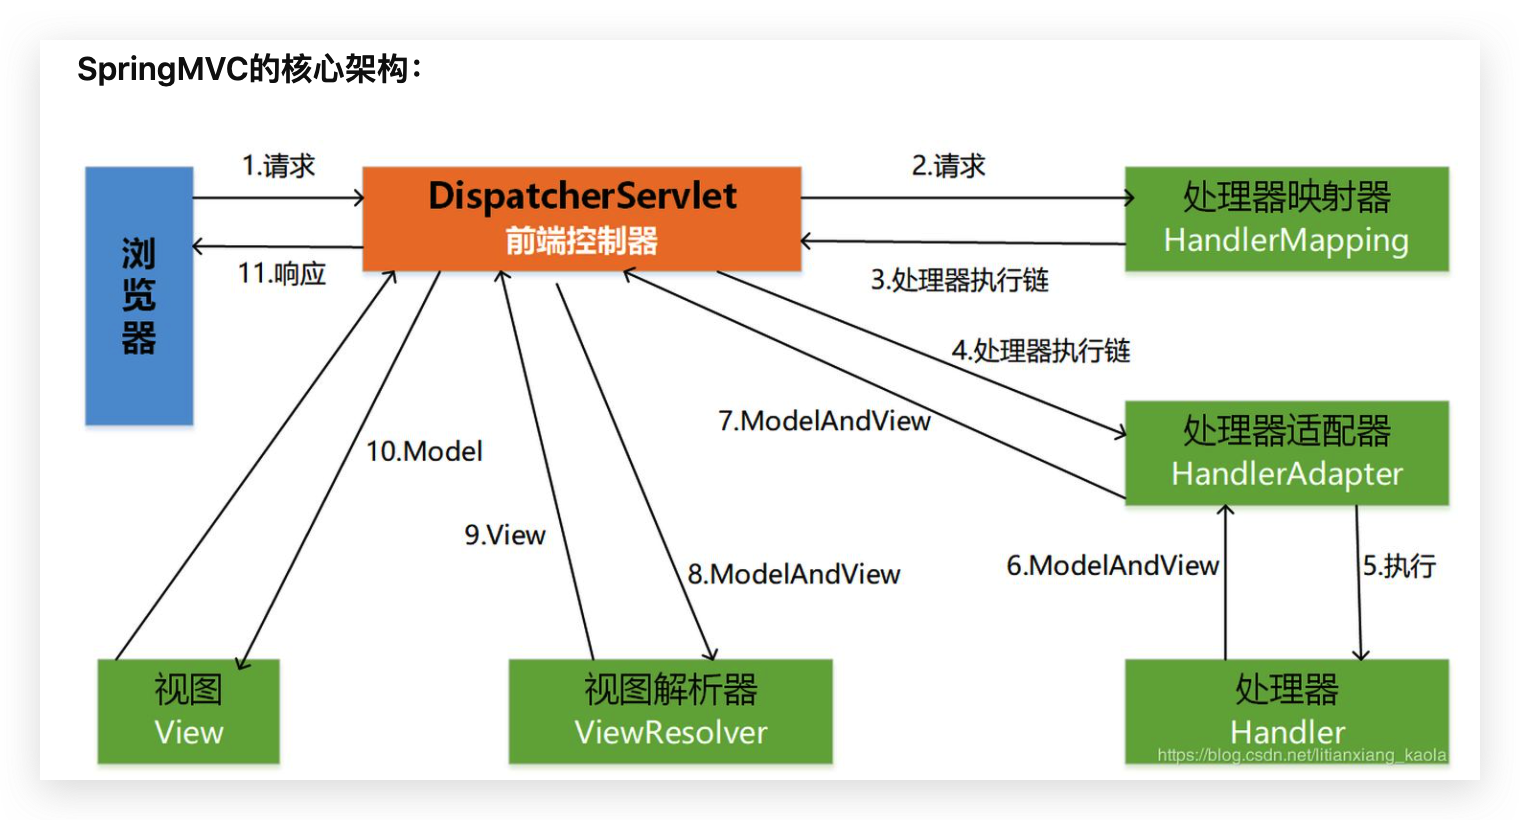 SpringMVC的核心架构：
1.请求
DispatcherServlet
前端控制器
2.请求
处理器映射器
HandlerMapping
浏
览
器
11.响应
3.处理器执行链
4.处理器执行链
7.ModelAndView
处理器适配器
HandlerAdapter
10.Model
9.View
8.ModelAndView
6.ModelAndView
5.执行
视图
View
视图解析器
ViewResolver
处理器
Handler
https://blog.csdn.net/litianxiang_kaola